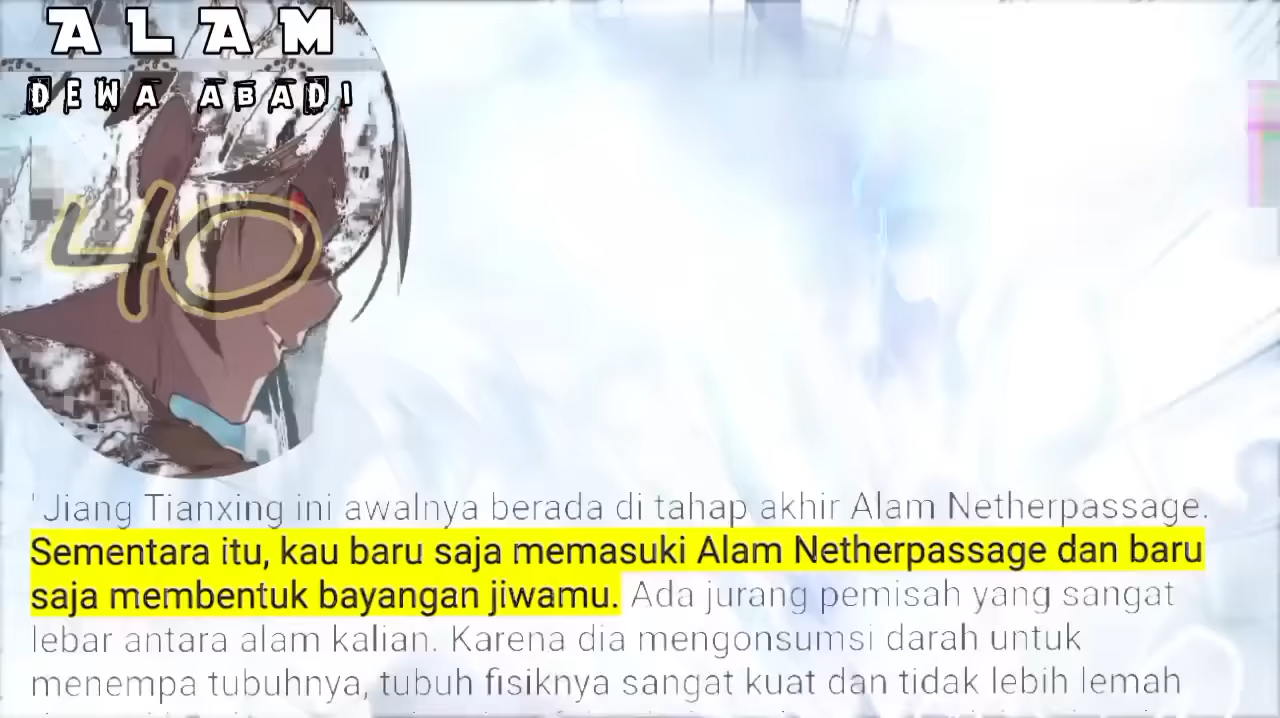 ALAM
DEWA ABADI
40
' Jiang Tianxing ini awalnya berada di tahap akhir Alam Netherpassage.
Sementara itu, kau baru saja memasuki Alam Netherpassage dan baru
saja membentuk bayangan jiwamu. Ada jurang pemisah yang sangat
lebar antara alam kalian. Karena dia mengonsumsi darah untuk
menempa tubuhnya, tubuh fisiknya sangat kuat dan tidak lebih lemah